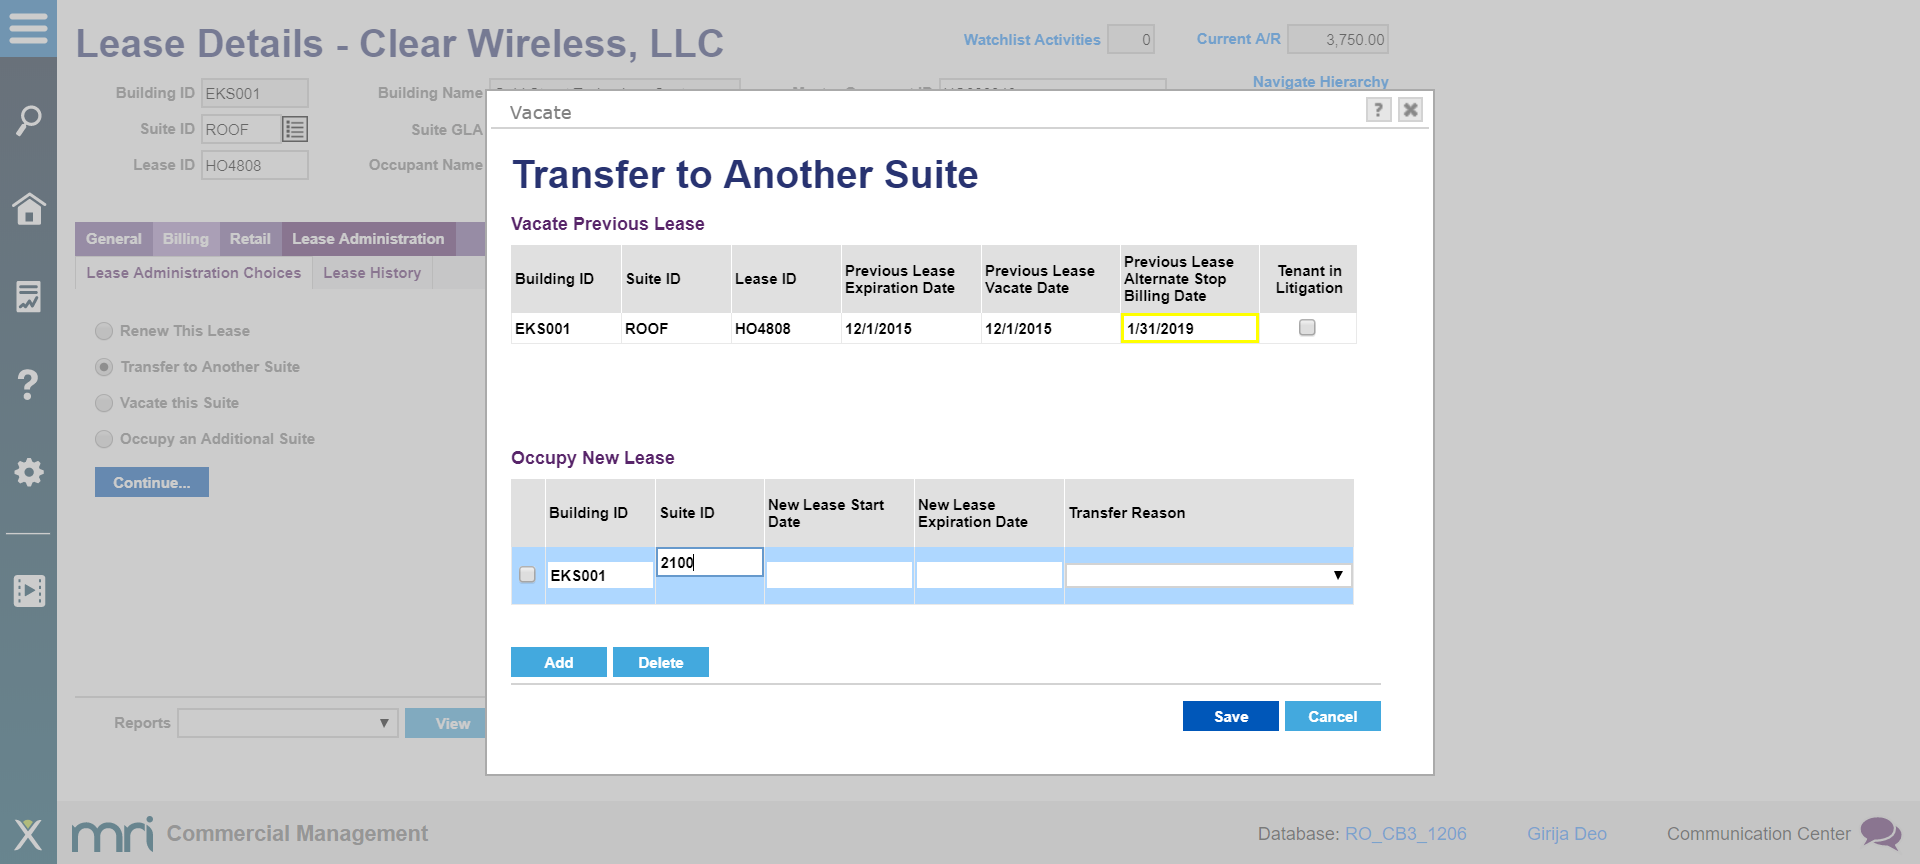 Lease Details - Clear Wireless, LLC
Watchlist Activities 0 Current A/R 3,750.00
Navigate Hierarchy
Building ID EKS001 Building Name
Suite ID ROOF Suite GLA
Lease ID HO4808 Occupant Name
General Billing Retail Lease Administration
Lease Administration Choices Lease History
Renew This Lease
Transfer to Another Suite
Vacate this Suite
Occupy an Additional Suite
Continue...
Reports View
Vacate ?
Transfer to Another Suite
Vacate Previous Lease
Building ID Suite ID Lease ID Previous Lease Expiration Date Previous Lease Vacate Date Previous Lease Alternate Stop Billing Date Tenant in Litigation
EKS001 ROOF HO4808 12/1/2015 12/1/2015 1/31/2019
Occupy New Lease
Building ID Suite ID New Lease Start Date New Lease Expiration Date Transfer Reason
EKS001 2100
Add Delete
Save Cancel
mri Commercial Management
Database: RO_CB3_1206 Girija Deo Communication Center